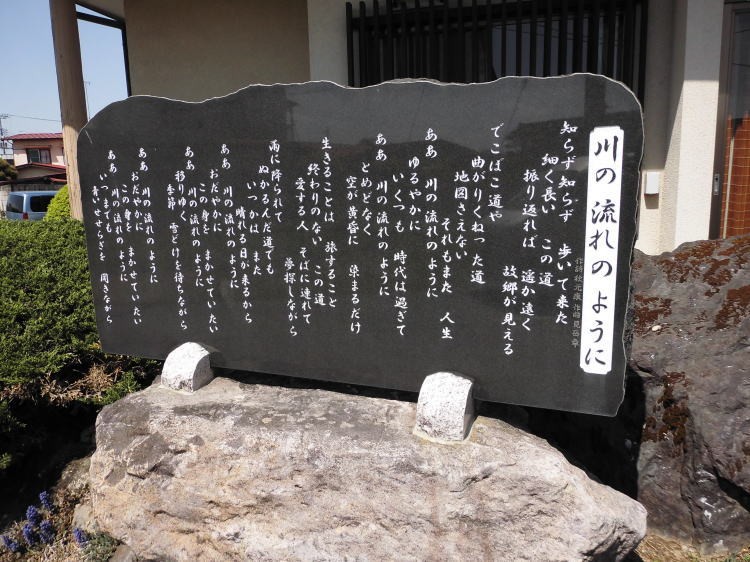 川の流れのように
作詩秋元康 作曲見岳章
知らず知らず 歩いて来た
細く長い この道
振り返れば 遥か遠く
故郷が見える
でこぼこ道や
曲がりくねった道
地図さえない
それもまた 人生
ああ 川の流れのように
ゆるやかに
いくつも 時代は過ぎて
ああ 川の流れのように
とめどなく
空が黄昏に 染まるだけ
生きることは 旅すること
終わりのない この道
愛する人 そばに連れて
夢探しながら
雨に降られて
ぬかるんだ道でも
いつかは また
晴れる日が来るから
ああ 川の流れのように
おだやかに
この身を まかせていたい
ああ 川の流れのように
移りゆく
季節 雪どけを待ちながら
ああ 川の流れのように
おだやかに
この身を まかせていたい
ああ 川の流れのように
いつまでも
青いせせらぎを 聞きながら